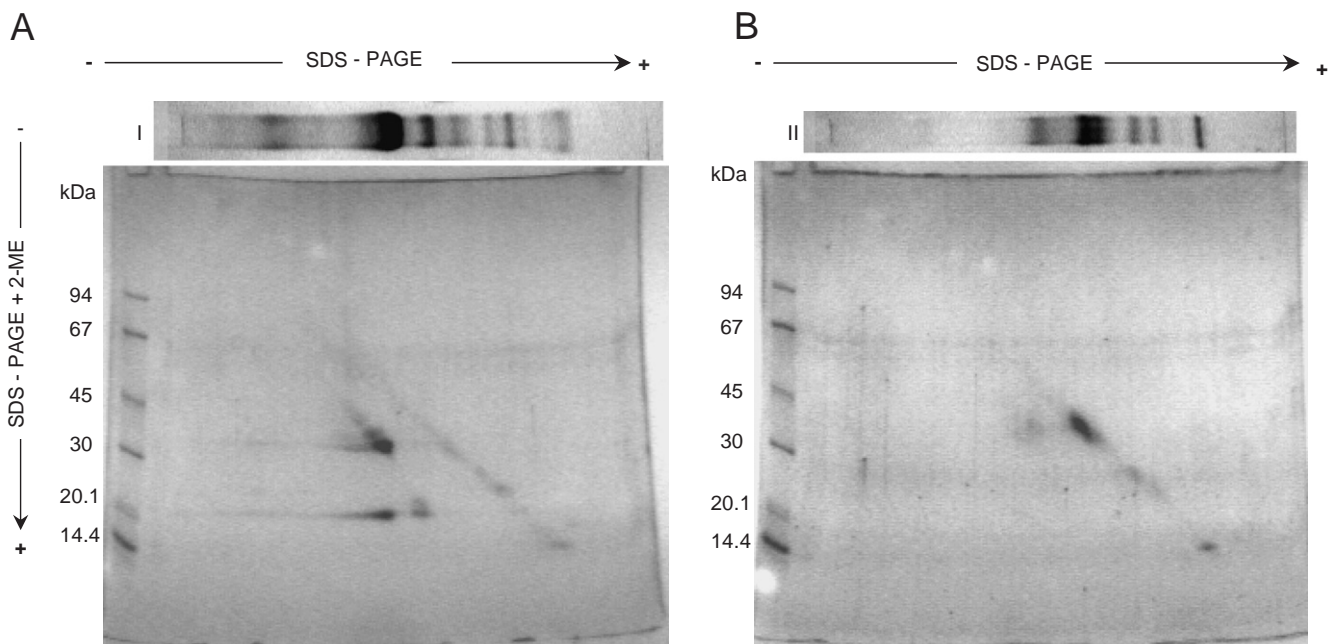 A
- SDS - PAGE +
I
- SDS - PAGE + 2-ME +
kDa
94
67
45
30
20.1
14.4
B
- SDS - PAGE +
II
kDa
94
67
45
30
20.1
14.4